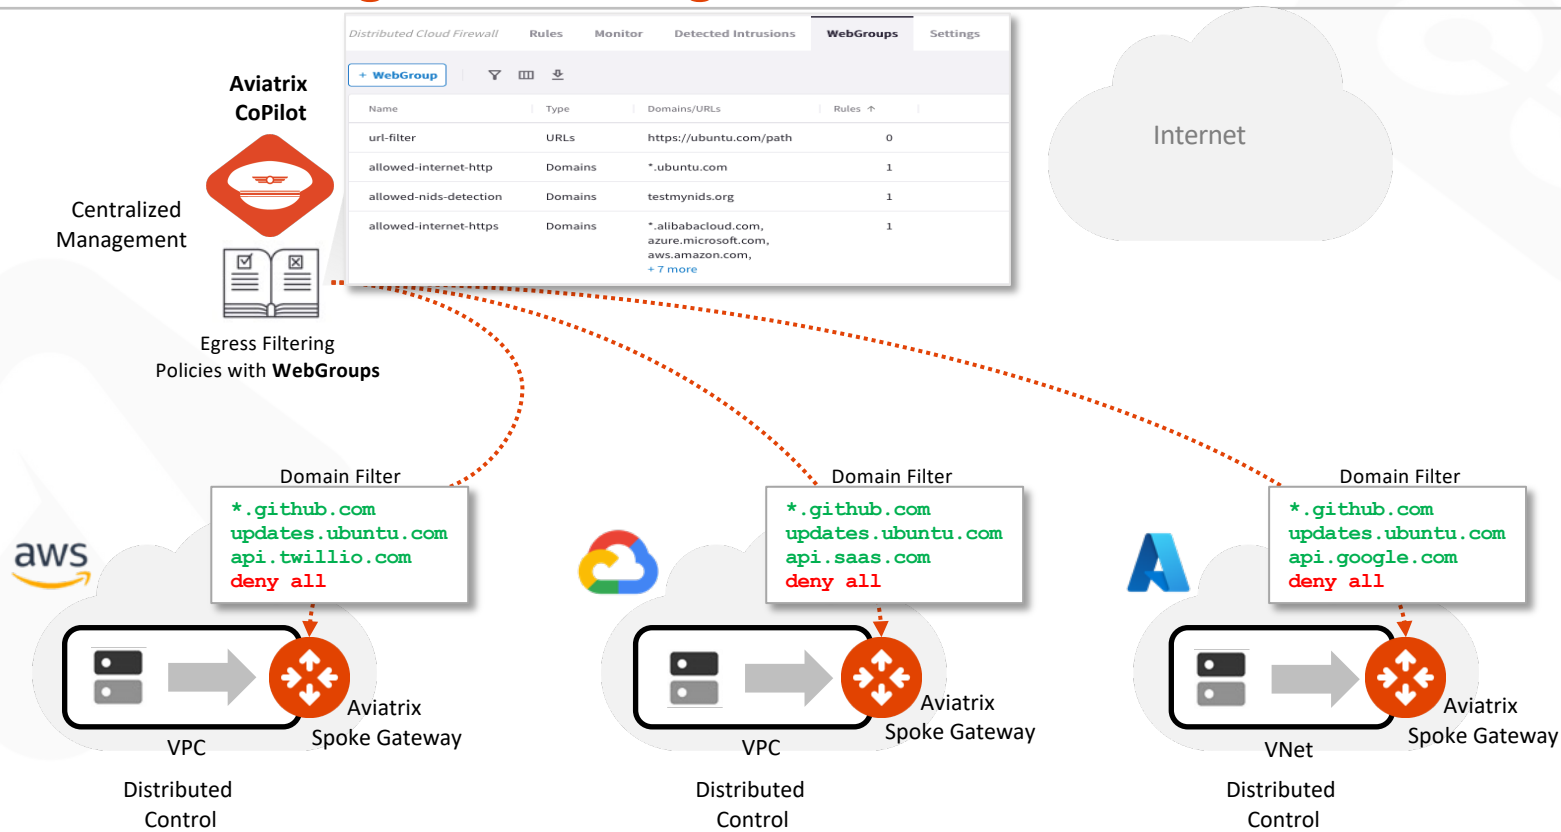 Distributed Cloud Firewall Rules Monitor Detected Intrusions WebGroups Settings
+ WebGroup
Name Type Domains/URLs Rules ↑
url-filter URLs https://ubuntu.com/path 0
allowed-internet-http Domains *.ubuntu.com 1
allowed-nids-detection Domains testmynids.org 1
allowed-internet-https Domains *.alibabacloud.com, 1
azure.microsoft.com,
aws.amazon.com,
+ 7 more
Aviatrix
CoPilot
Internet
Centralized
Management
Egress Filtering
Policies with WebGroups
Domain Filter
*.github.com
updates.ubuntu.com
api.twillio.com
deny all
aws
Aviatrix
Spoke Gateway
VPC
Distributed
Control
Domain Filter
*.github.com
updates.ubuntu.com
api.saas.com
deny all
Aviatrix
Spoke Gateway
VPC
Distributed
Control
Domain Filter
*.github.com
updates.ubuntu.com
api.google.com
deny all
Aviatrix
Spoke Gateway
VNet
Distributed
Control